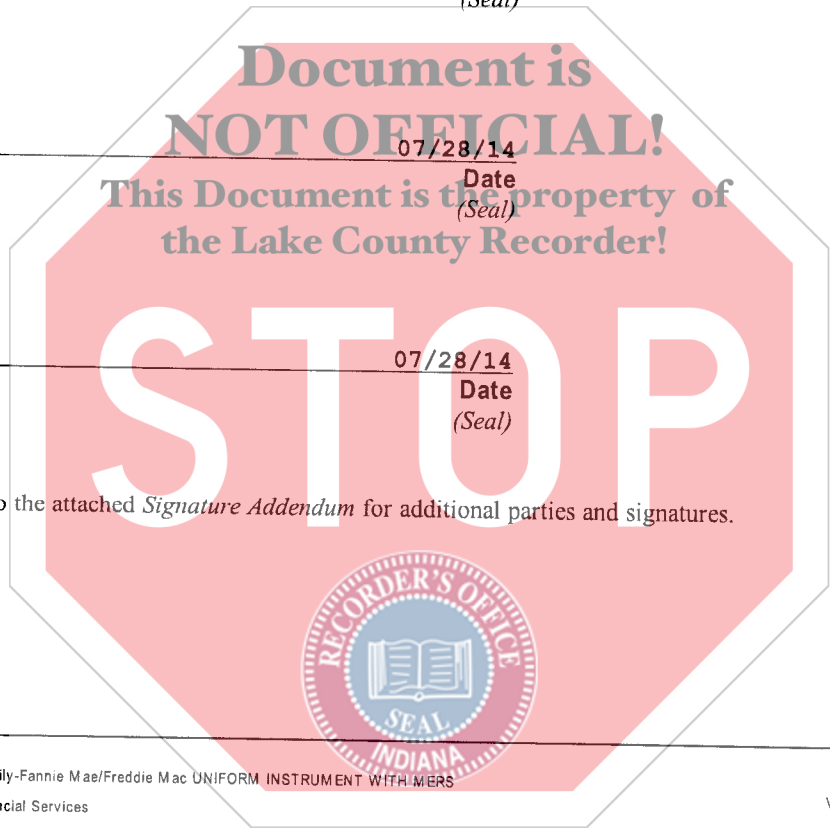 (Seal)
Document is
NOT OFFICIAL!
07/28/14
Date
This Document is the property of
(Seal)
the Lake County Recorder!
STOP
07/28/14
Date
(Seal)
the attached Signature Addendum for additional parties and signatures.
RECORDER'S OFFICE
SEAL
INDIANA
ily-Fannie Mae/Freddie Mac UNIFORM INSTRUMENT WITH MERS
ncial Services